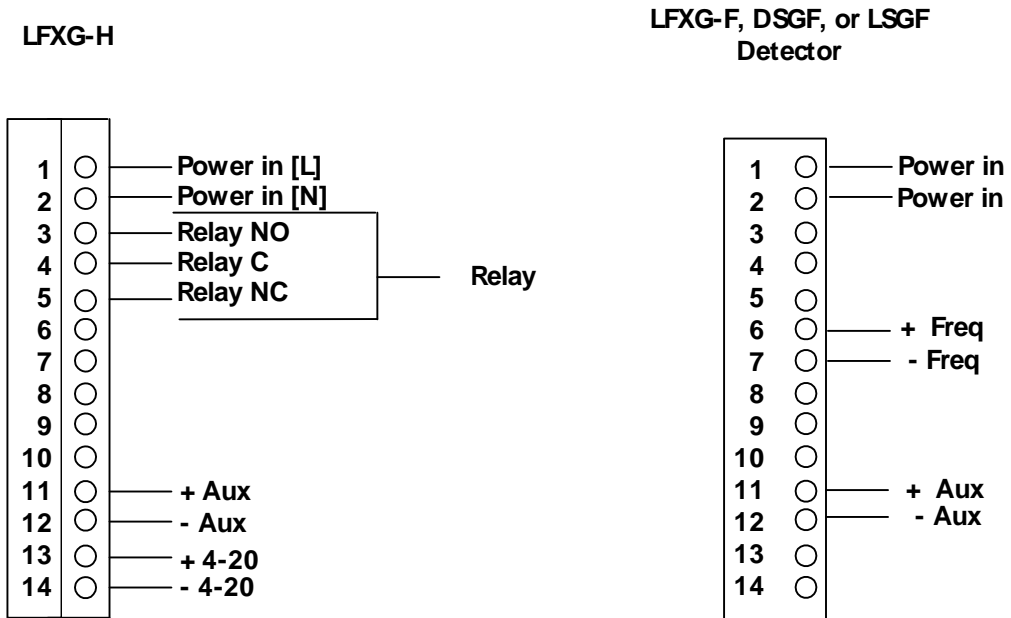 LFXG-H
LFXG-F, DSGF, or LSGF
Detector
1 Power in [L]
2 Power in [N]
3 Relay NO
4 Relay C
5 Relay NC
Relay
6
7
8
9
10
11 + Aux
12 - Aux
13 + 4-20
14 - 4-20
1 Power in
2 Power in
3
4
5
6 + Freq
7 - Freq
8
9
10
11 + Aux
12 - Aux
13
14